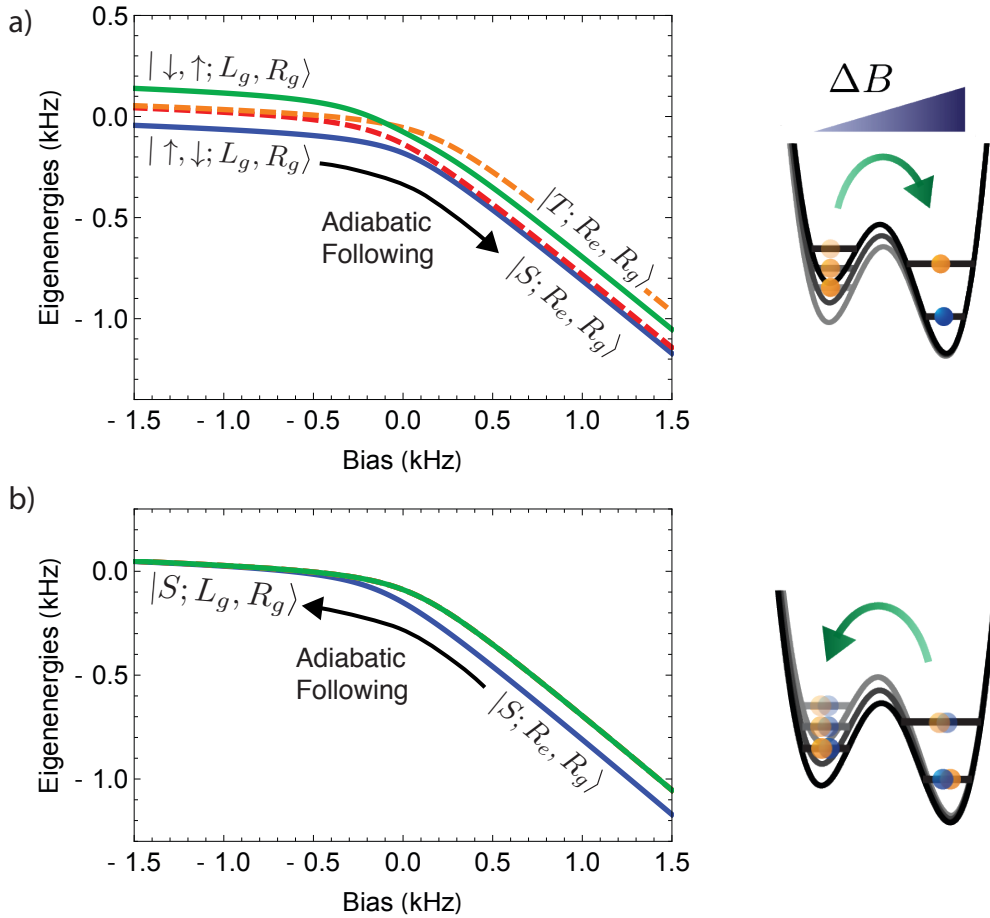 a)
0.5
0.0
- 0.5
- 1.0
Eigenenergies (kHz)
| ↓, ↑; L_g, R_g⟩
| ↑, ↓; L_g, R_g⟩
Adiabatic
Following
|T; R_e, R_g⟩
|S; R_e, R_g⟩
- 1.5 - 1.0 - 0.5 0.0 0.5 1.0 1.5
Bias (kHz)
ΔB
b)
0.0
- 0.5
- 1.0
Eigenenergies (kHz)
|S; L_g, R_g⟩
Adiabatic
Following
|S; R_e, R_g⟩
- 1.5 - 1.0 - 0.5 0.0 0.5 1.0 1.5
Bias (kHz)